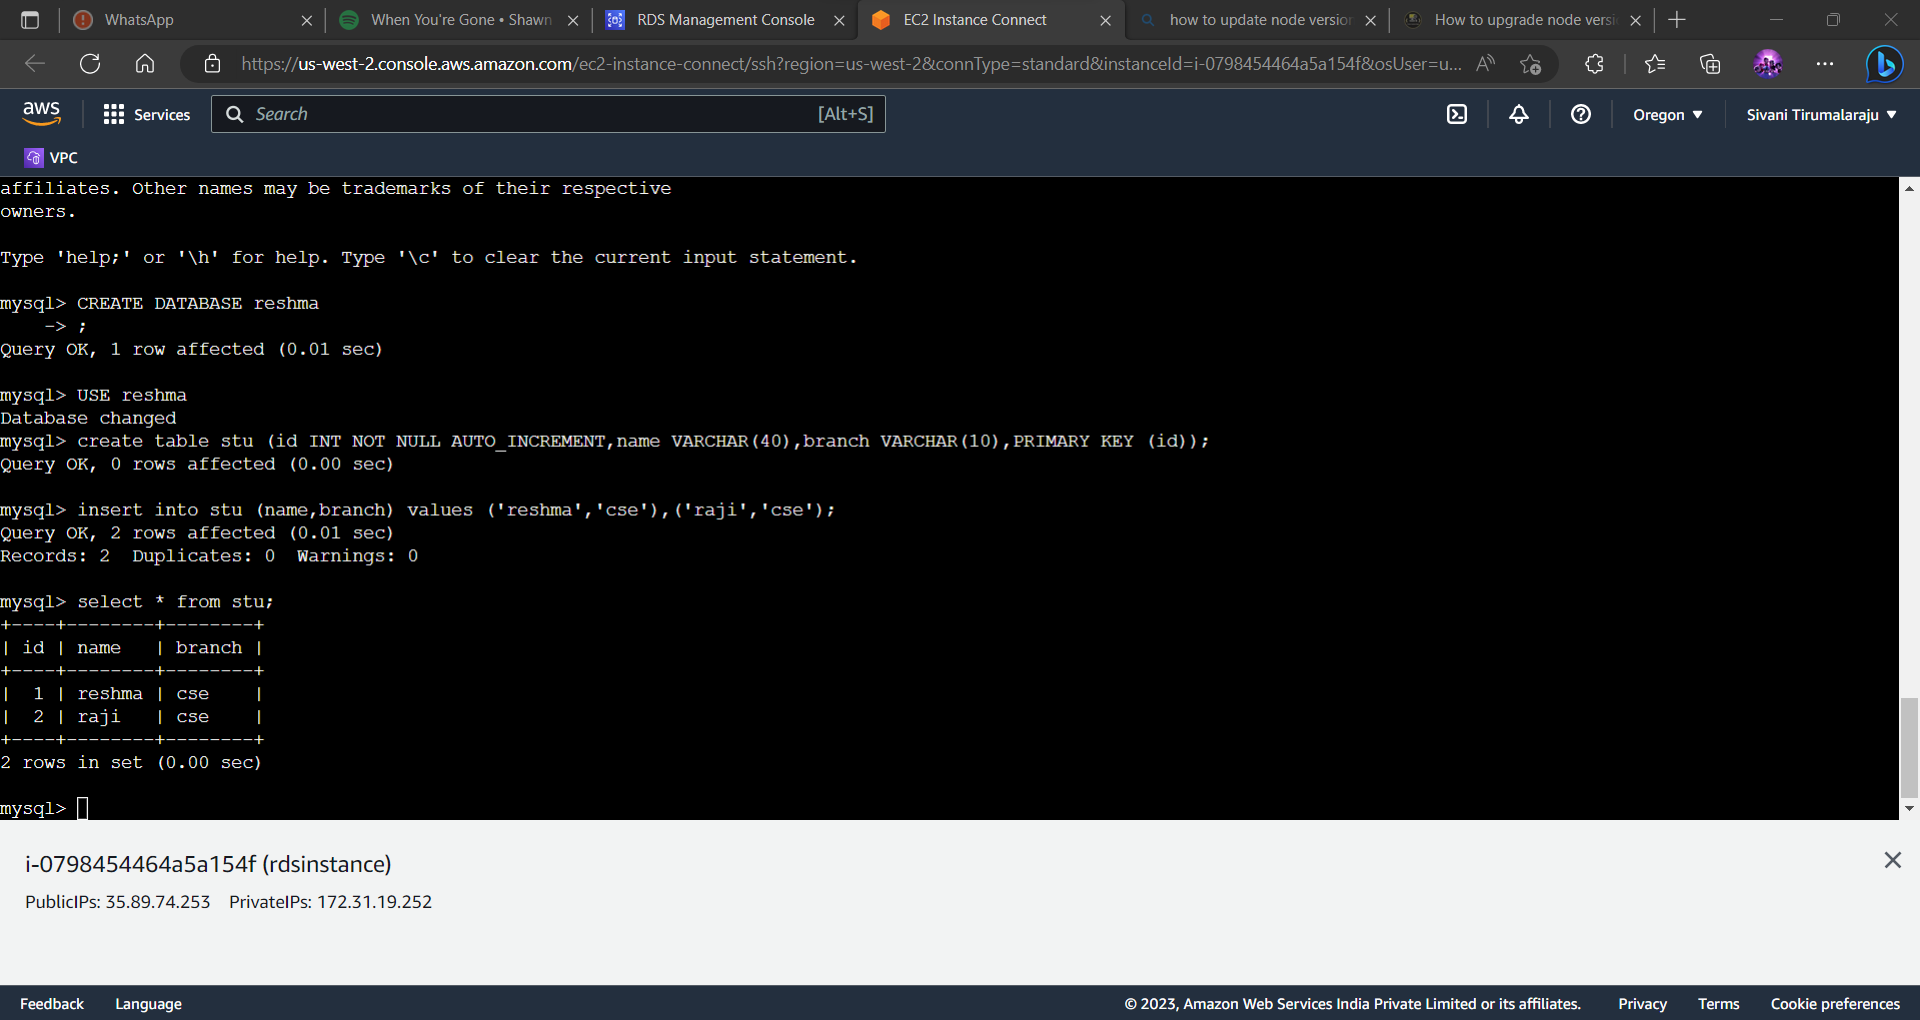 WhatsApp
When You're Gone • Shawn
RDS Management Console
EC2 Instance Connect
how to update node version
How to upgrade node versi
https://us-west-2.console.aws.amazon.com/ec2-instance-connect/ssh?region=us-west-2&connType=standard&instanceId=i-0798454464a5a154f&osUser=u...
aws
Services
Search
[Alt+S]
Oregon
Sivani Tirumalaraju
VPC
affiliates. Other names may be trademarks of their respective
owners.
Type 'help;' or '\h' for help. Type '\c' to clear the current input statement.
mysql> CREATE DATABASE reshma
    -> ;
Query OK, 1 row affected (0.01 sec)
mysql> USE reshma
Database changed
mysql> create table stu (id INT NOT NULL AUTO_INCREMENT,name VARCHAR(40),branch VARCHAR(10),PRIMARY KEY (id));
Query OK, 0 rows affected (0.00 sec)
mysql> insert into stu (name,branch) values ('reshma','cse'),('raji','cse');
Query OK, 2 rows affected (0.01 sec)
Records: 2  Duplicates: 0  Warnings: 0
mysql> select * from stu;
+----+--------+--------+
| id | name   | branch |
+----+--------+--------+
|  1 | reshma | cse    |
|  2 | raji   | cse    |
+----+--------+--------+
2 rows in set (0.00 sec)
mysql>
i-0798454464a5a154f (rdsinstance)
PublicIPs: 35.89.74.253 PrivateIPs: 172.31.19.252
Feedback Language © 2023, Amazon Web Services India Private Limited or its affiliates. Privacy Terms Cookie preferences